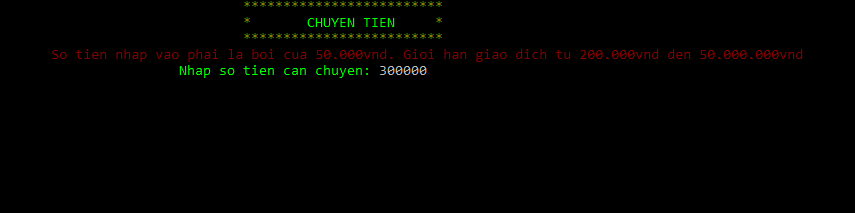 *************************
* CHUYEN TIEN *
*************************
So tien nhap vao phai la boi cua 50.000vnd. Gioi han giao dich tu 200.000vnd den 50.000.000vnd
Nhap so tien can chuyen: 300000